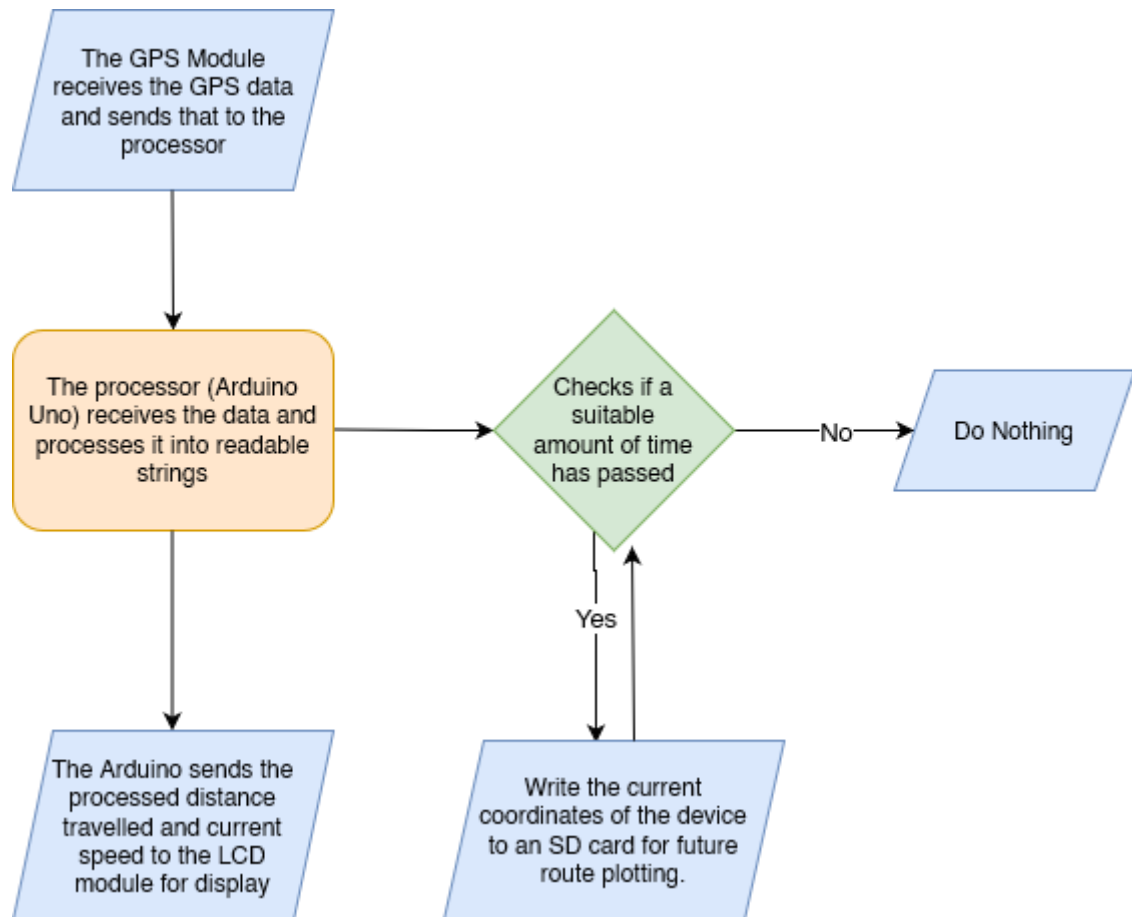 The GPS Module
receives the GPS data
and sends that to the
processor
The processor (Arduino
Uno) receives the data and
processes it into readable
strings
Checks if a
suitable
amount of time
has passed
No
Do Nothing
Yes
The Arduino sends the
processed distance
travelled and current
speed to the LCD
module for display
Write the current
coordinates of the device
to an SD card for future
route plotting.